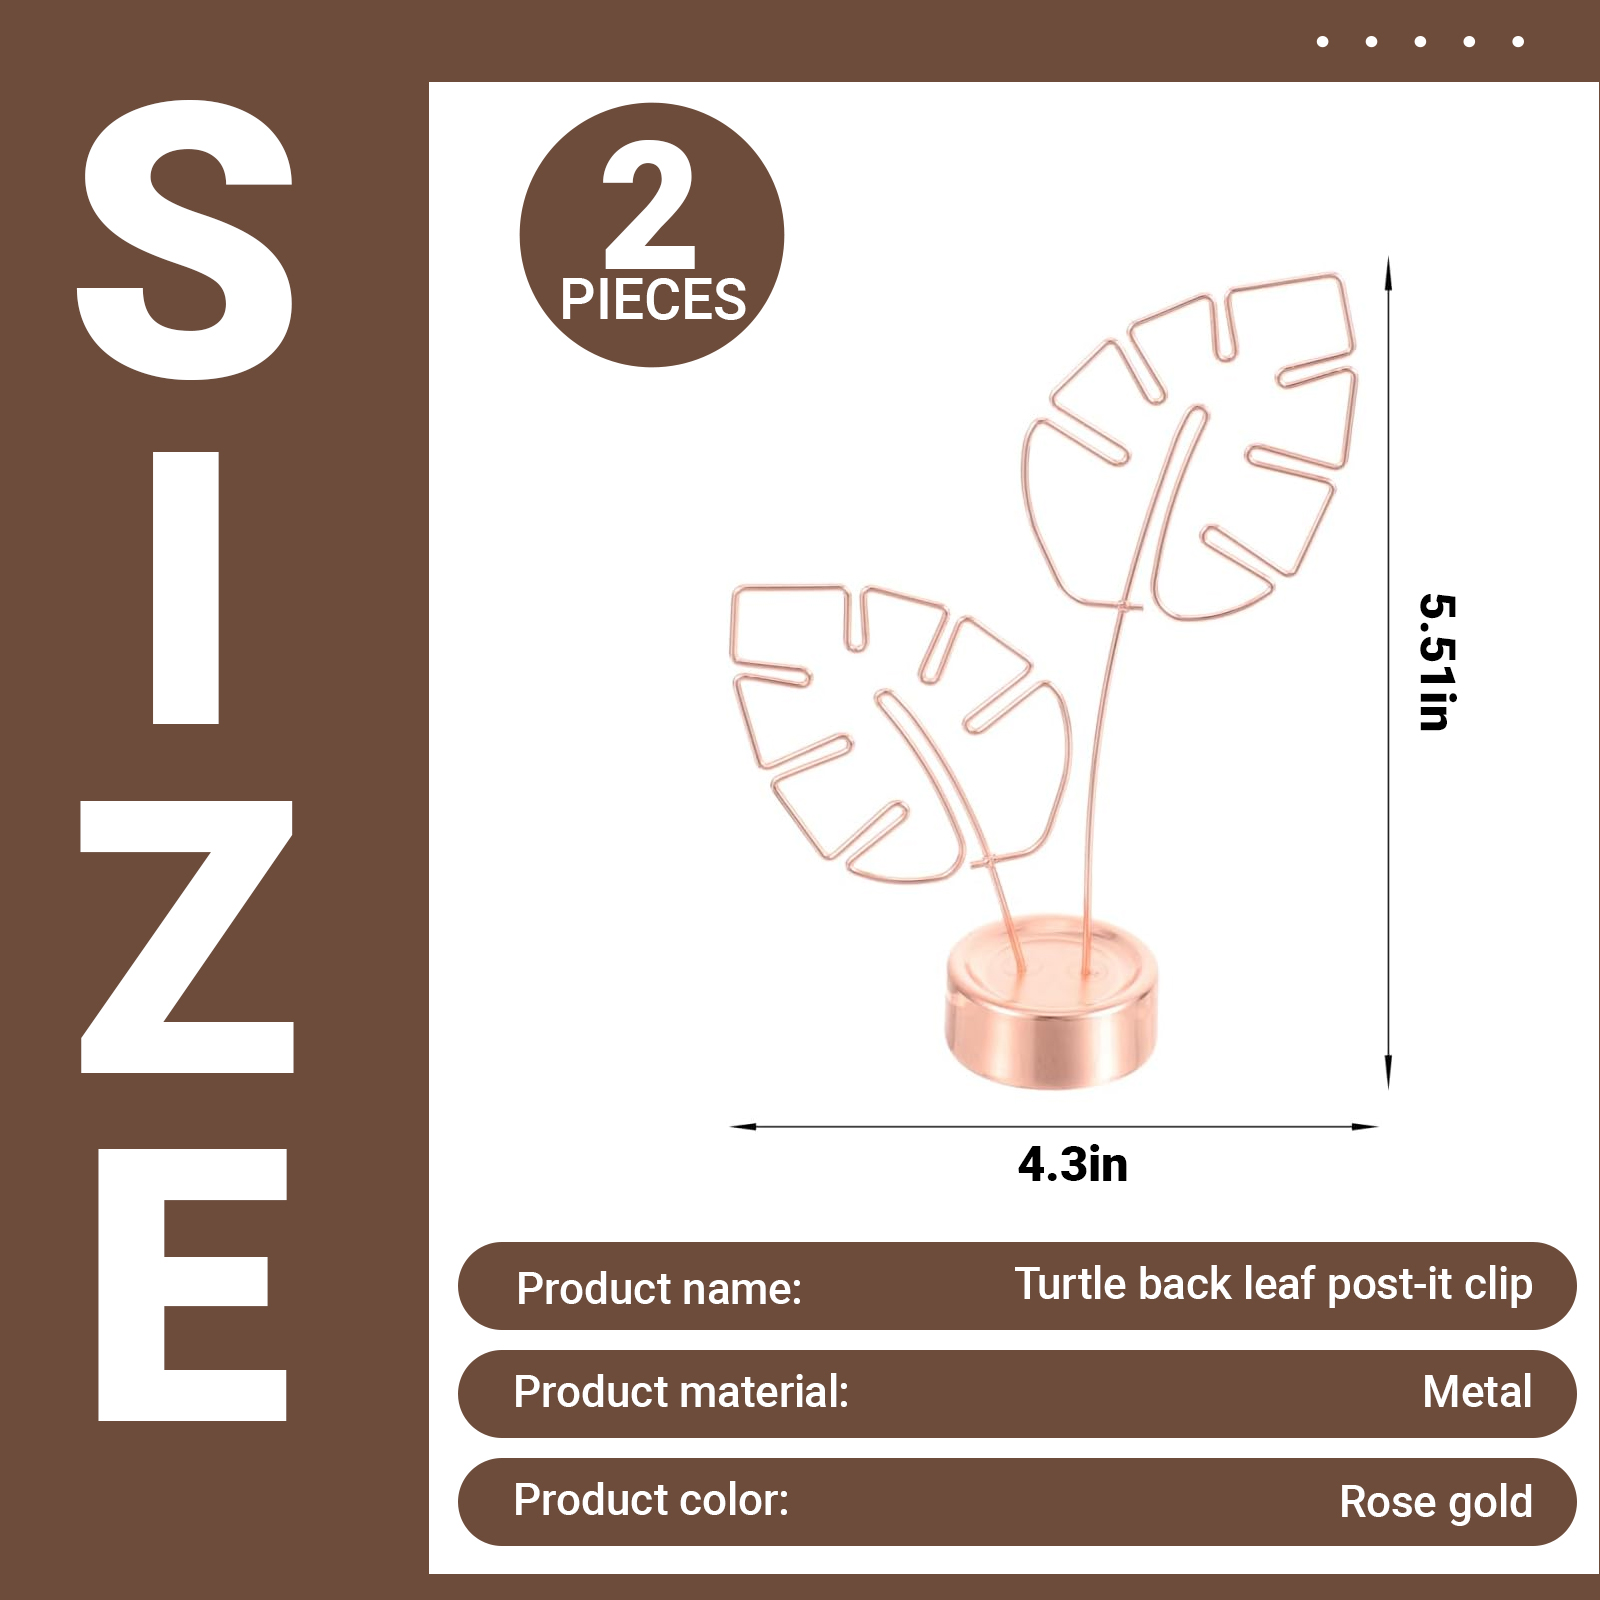 SIZE
2
PIECES
5.51in
4.3in
Product name: Turtle back leaf post-it clip
Product material: Metal
Product color: Rose gold